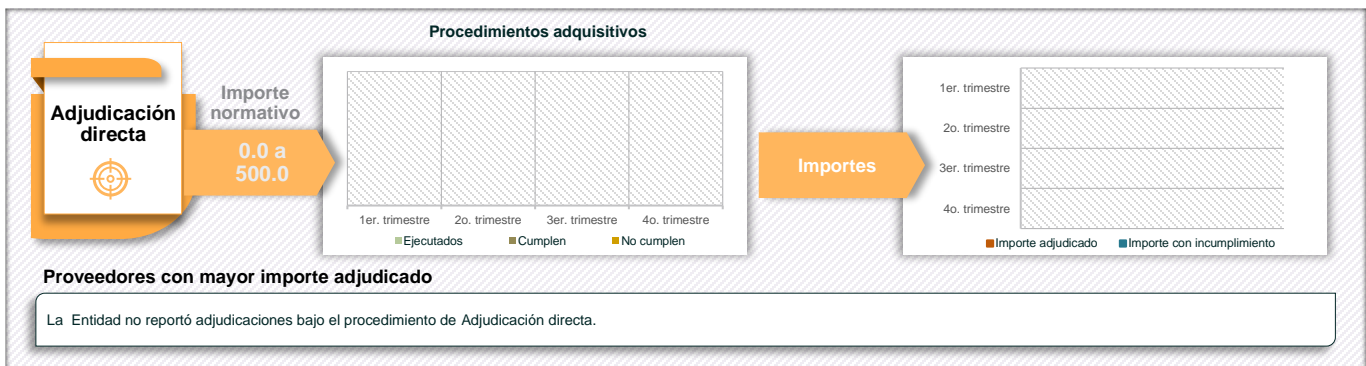 Procedimientos adquisitivos
Adjudicación
directa
Importe
normativo
0.0 a
500.0
1er. trimestre 2o. trimestre 3er. trimestre 4o. trimestre
Ejecutados Cumplen No cumplen
Importes
1er. trimestre
2o. trimestre
3er. trimestre
4o. trimestre
Importe adjudicado Importe con incumplimiento
Proveedores con mayor importe adjudicado
La Entidad no reportó adjudicaciones bajo el procedimiento de Adjudicación directa.